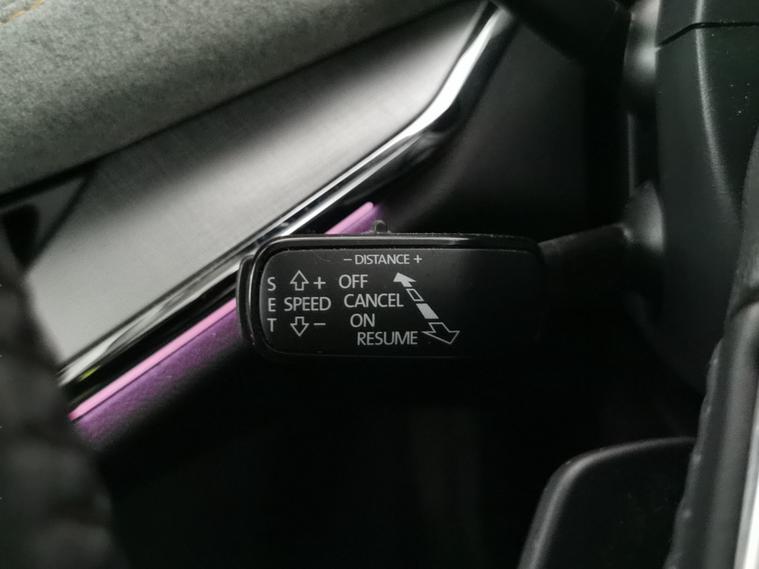 − DISTANCE +
S + OFF
E SPEED CANCEL
T − ON
RESUME